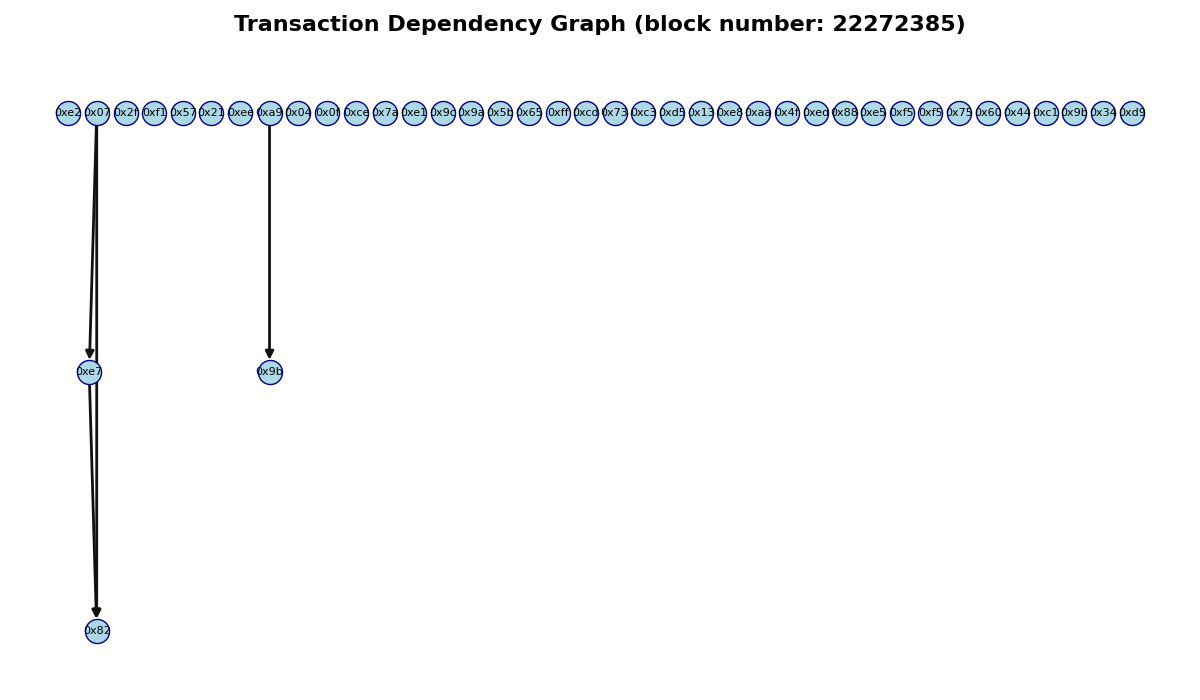 Transaction Dependency Graph (block number: 22272385)
0xe2 0x07 0x2f 0xf1 0x57 0x21 0xee 0xa9 0x04 0x0f 0xce 0x7a 0xe1 0x9c 0x9a 0x5b 0x65 0xff 0xcd 0x73 0xc3 0xd5 0x13 0xe8 0xaa 0x4f 0xed 0x88 0xe5 0xf5 0xf5 0x75 0x60 0x44 0xc1 0x9b 0x34 0xd9
0xe7 0x9b
0x82